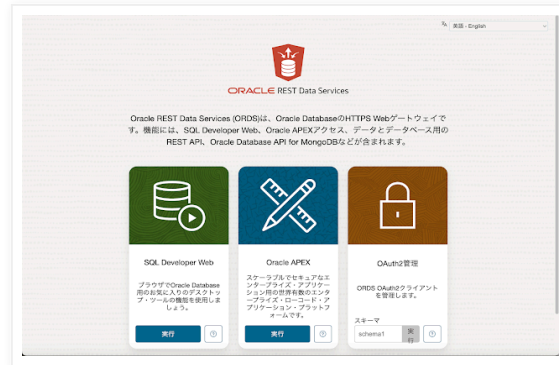 英語 - English
ORACLE REST Data Services
Oracle REST Data Services (ORDS)は、Oracle DatabaseのHTTPS Webゲートウェイで
す。機能には、SQL Developer Web、Oracle APEXアクセス、データとデータベース用の
REST API、Oracle Database API for MongoDBなどが含まれます。
SQL Developer Web
ブラウザでOracle Database
用のお気に入りのデスクトッ
プ・ツールの機能を使用しま
しょう。
実行
Oracle APEX
スケーラブルでセキュアなエ
ンタープライズ・アプリケー
ション用の世界有数のエンタ
ープライズ・ローコード・ア
プリケーション・プラットフ
ォームです。
実行
OAuth2管理
ORDS OAuth2クライアント
を管理します。
スキーマ
schema1
実
行